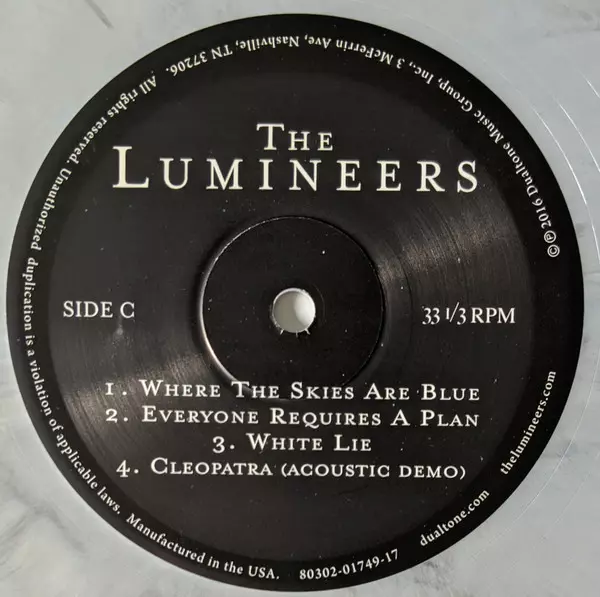 THE
LUMINEERS
SIDE C
33 1/3 RPM
1. WHERE THE SKIES ARE BLUE
2. EVERYONE REQUIRES A PLAN
3. WHITE LIE
4. CLEOPATRA (ACOUSTIC DEMO)
©℗ 2016 Dualtone Music Group, Inc., 3 McFerrin Ave, Nashville, TN 37206. All rights reserved. Unauthorized duplication is a violation of applicable laws. Manufactured in the USA. 80302-01749-17 dualtone.com thelumineers.com